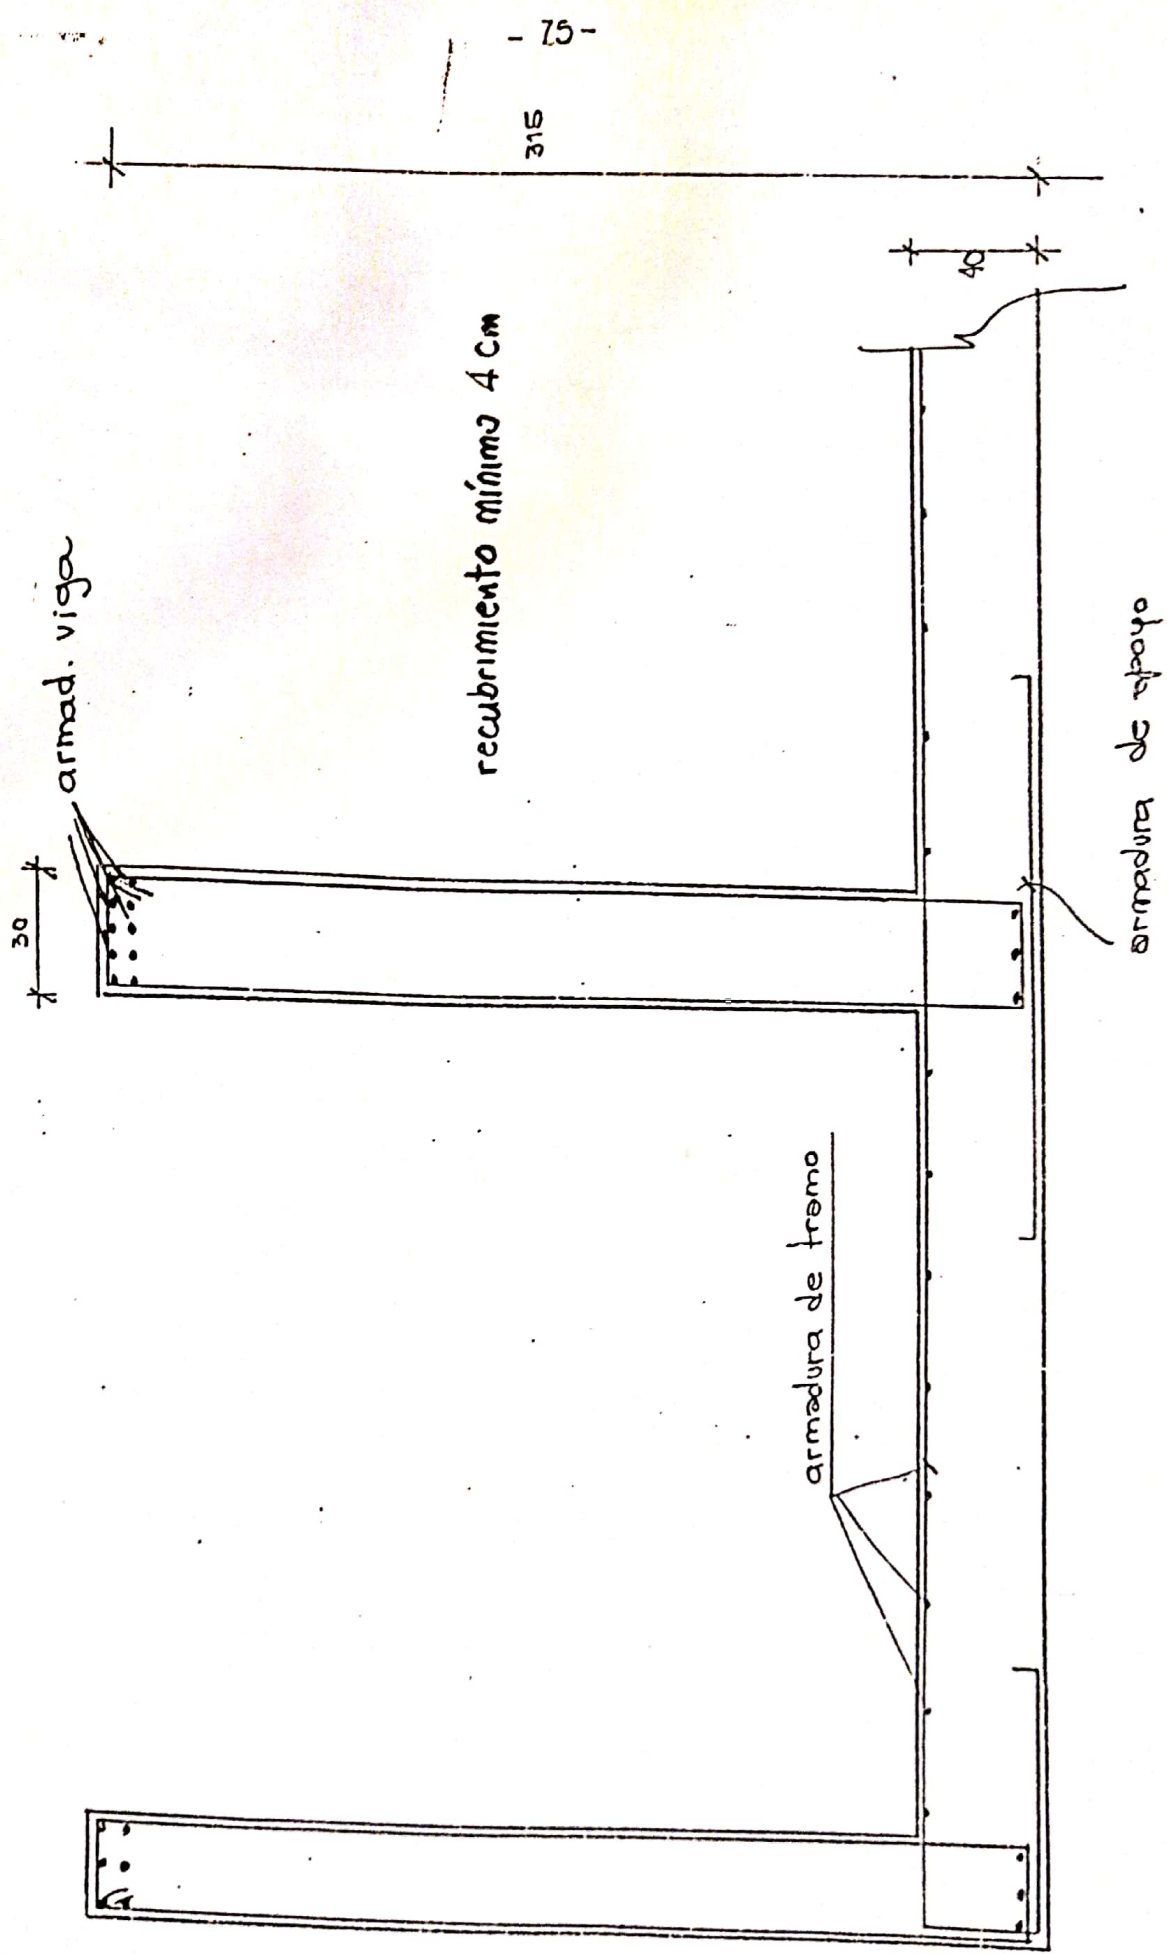 - 75 -
315
40
recubrimiento mínimo 4 cm
armad. viga
30
armadura de apoyo
armadura de tramo